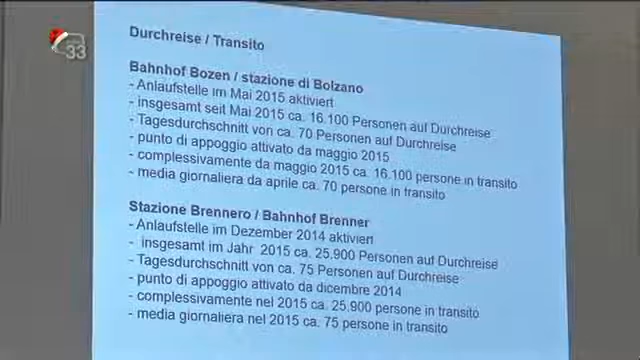 33
Durchreise / Transito
Bahnhof Bozen / stazione di Bolzano
- Anlaufstelle im Mai 2015 aktiviert
- insgesamt seit Mai 2015 ca. 16.100 Personen auf Durchreise
- Tagesdurchschnitt von ca. 70 Personen auf Durchreise
- punto di appoggio attivato da maggio 2015
- complessivamente da maggio 2015 ca. 16.100 persone in transito
- media giornaliera da aprile ca. 70 persone in transito
Stazione Brennero / Bahnhof Brenner
- Anlaufstelle im Dezember 2014 aktiviert
- insgesamt im Jahr 2015 ca. 25.900 Personen auf Durchreise
- Tagesdurchschnitt von ca. 75 Personen auf Durchreise
- punto di appoggio attivato da dicembre 2014
- complessivamente nel 2015 ca. 25.900 persone in transito
- media giornaliera nel 2015 ca. 75 persone in transito